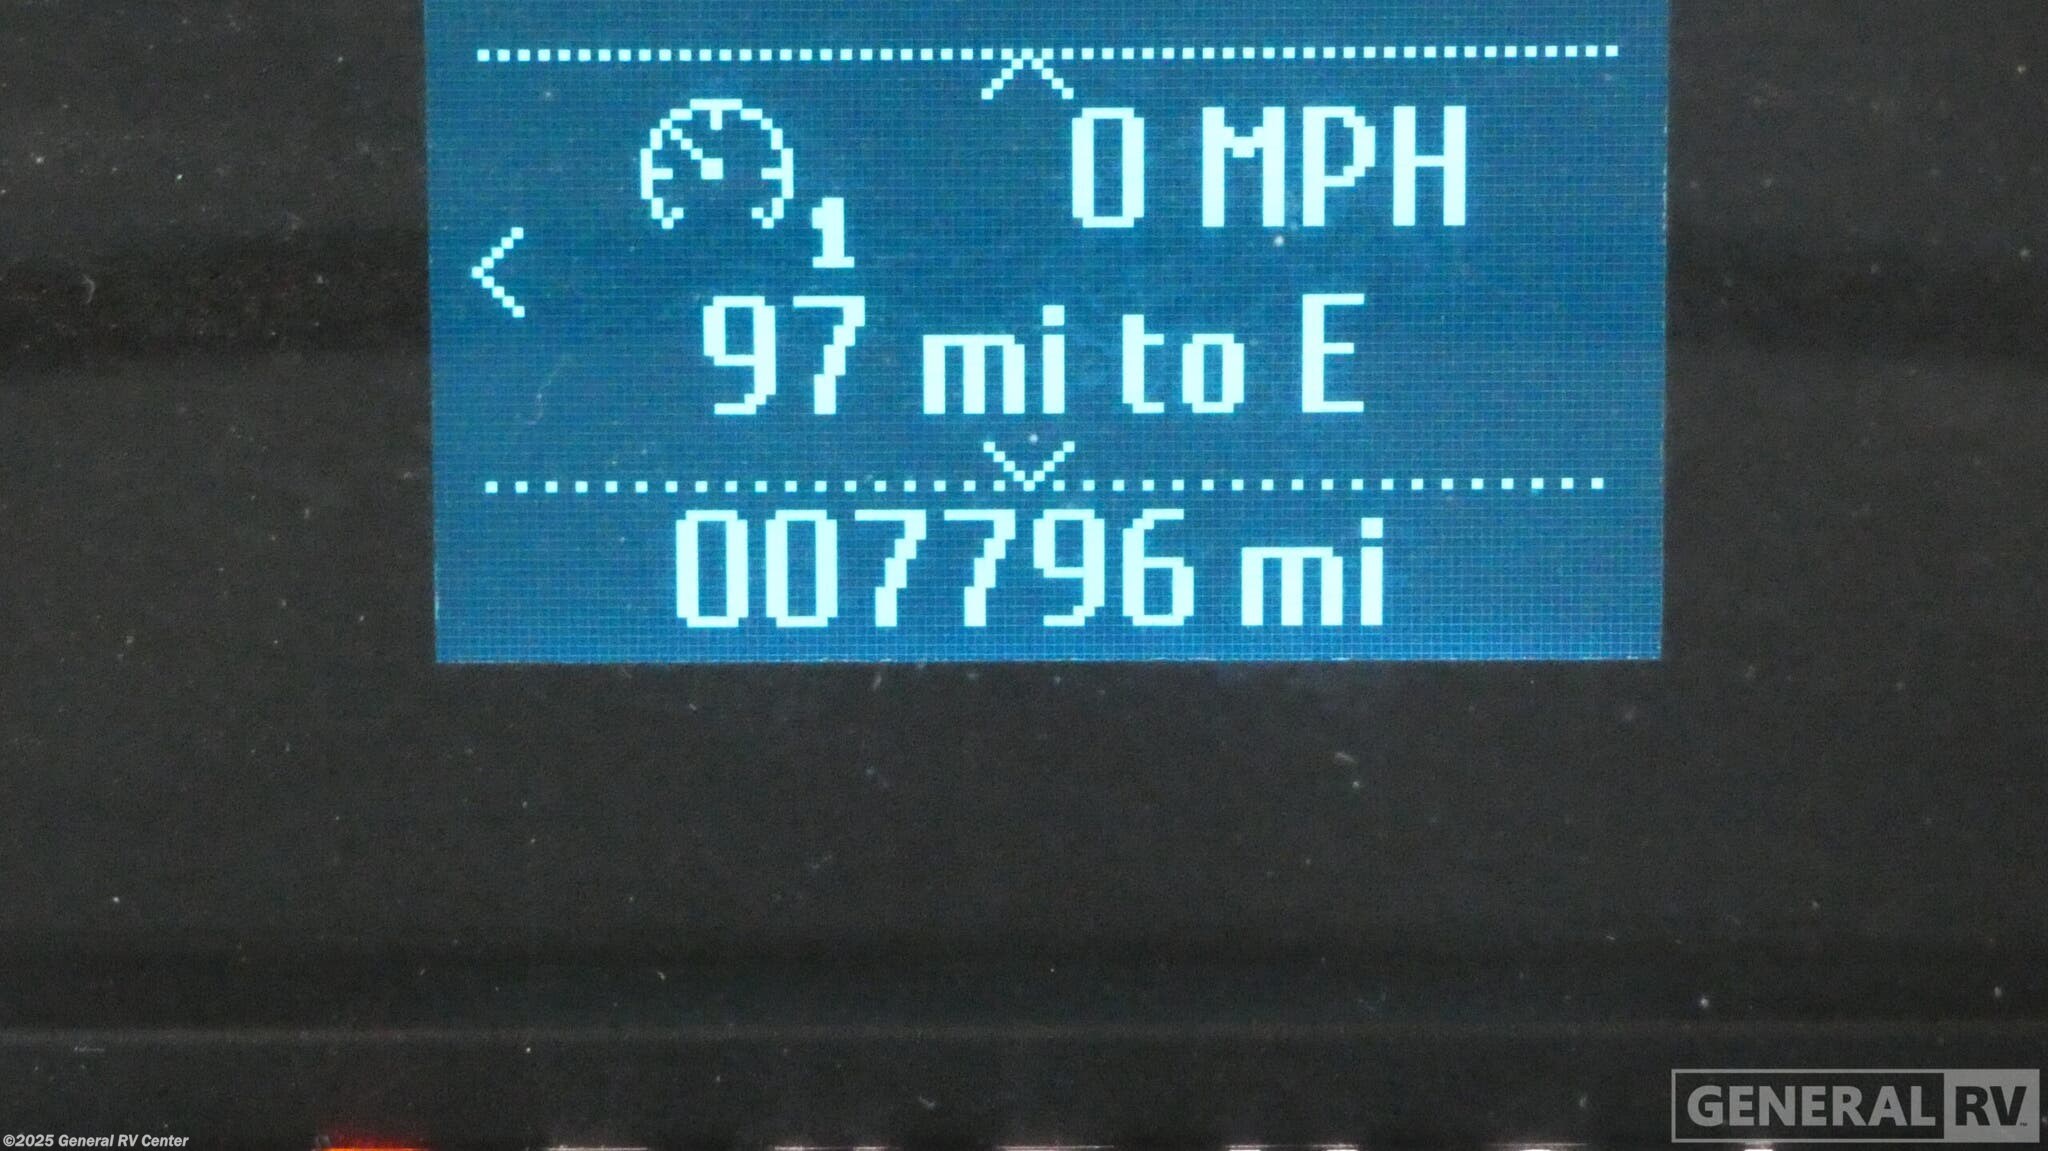 0 MPH
1
97 mi to E
007796 mi
GENERAL RV
©2025 General RV Center